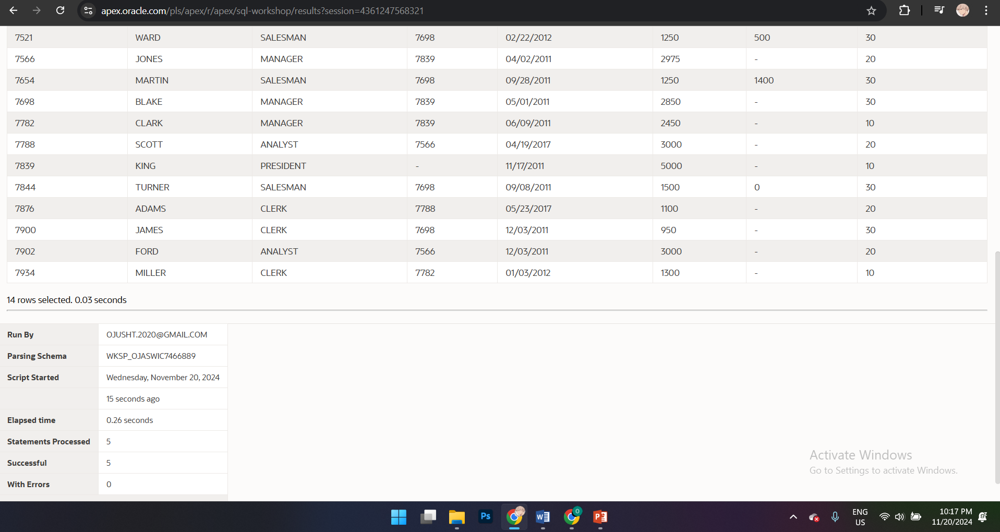 apex.oracle.com/pls/apex/r/apex/sql-workshop/results?session=4361247568321
7521 WARD SALESMAN 7698 02/22/2012 1250 500 30
7566 JONES MANAGER 7839 04/02/2011 2975 - 20
7654 MARTIN SALESMAN 7698 09/28/2011 1250 1400 30
7698 BLAKE MANAGER 7839 05/01/2011 2850 - 30
7782 CLARK MANAGER 7839 06/09/2011 2450 - 10
7788 SCOTT ANALYST 7566 04/19/2017 3000 - 20
7839 KING PRESIDENT - 11/17/2011 5000 - 10
7844 TURNER SALESMAN 7698 09/08/2011 1500 0 30
7876 ADAMS CLERK 7788 05/23/2017 1100 - 20
7900 JAMES CLERK 7698 12/03/2011 950 - 30
7902 FORD ANALYST 7566 12/03/2011 3000 - 20
7934 MILLER CLERK 7782 01/03/2012 1300 - 10
14 rows selected. 0.03 seconds
Run By OJUSHT.2020@GMAIL.COM
Parsing Schema WKSP_OJASWIC7466889
Script Started Wednesday, November 20, 2024
15 seconds ago
Elapsed time 0.26 seconds
Statements Processed 5
Successful 5
With Errors 0
Activate Windows
Go to Settings to activate Windows.
Ps
W
O
P
ENG
US
10:17 PM
11/20/2024